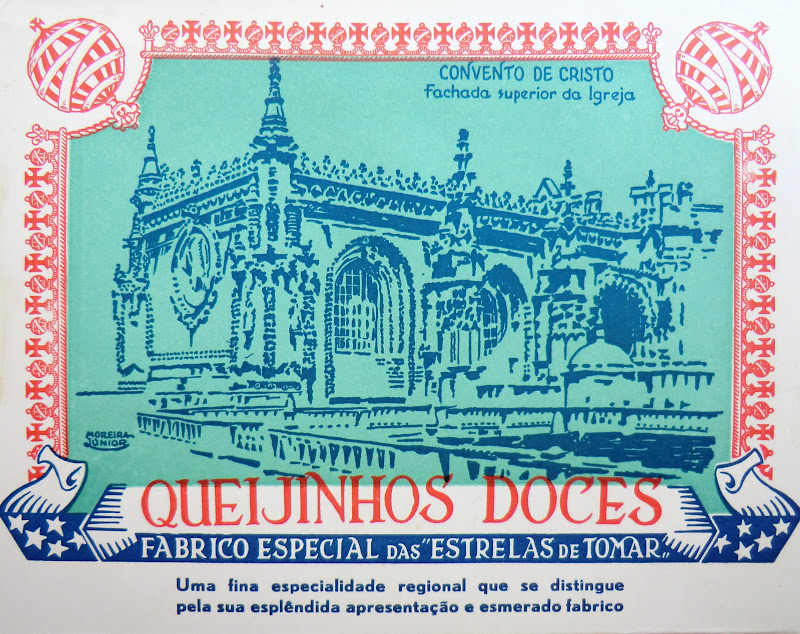 CONVENTO DE CRISTO
Fachada superior da Igreja
MOREIRA
JÚNIOR
QUEIJINHOS DOCES
FABRICO ESPECIAL DAS "ESTRELAS DE TOMAR"
Uma fina especialidade regional que se distingue
pela sua esplêndida apresentação e esmerado fabrico